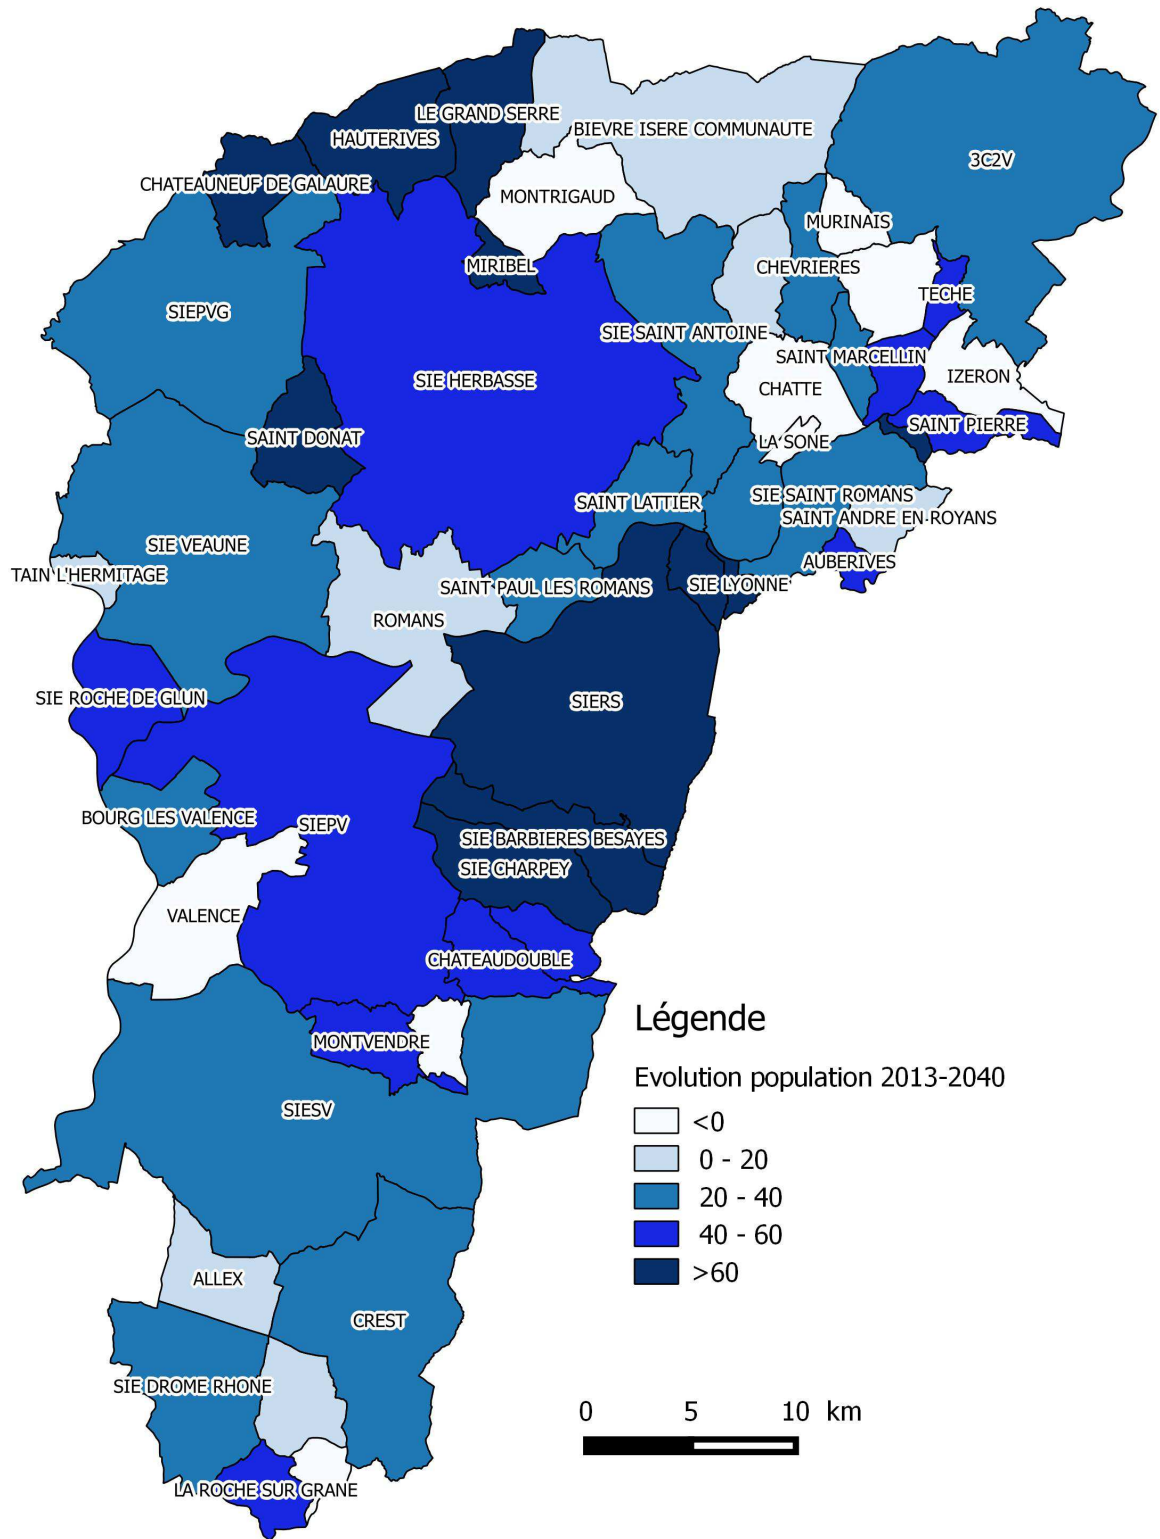 LE GRAND SERRE
BIEVRE ISERE COMMUNAUTE
HAUTERIVES
3C2V
CHATEAUNEUF DE GALAURE
MONTRIGAUD
MURINAIS
MIRIBEL
CHEVRIERES
TECHE
SIEPVG
SIE SAINT ANTOINE
SAINT MARCELLIN
SIE HERBASSE
CHATTE
IZERON
SAINT PIERRE
SAINT DONAT
LA SONE
SIE SAINT ROMANS
SAINT LATTIER
SAINT ANDRE EN ROYANS
SIE VEAUNE
AUBERIVES
TAIN L'HERMITAGE
SAINT PAUL LES ROMANS
SIE LYONNE
ROMANS
SIE ROCHE DE GLUN
SIERS
BOURG LES VALENCE
SIEPV
SIE BARBIERES BESAYES
SIE CHARPEY
VALENCE
CHATEAUDOUBLE
MONTVENDRE
SIESV
ALLEX
CREST
SIE DROME RHONE
LA ROCHE SUR GRANE
Légende
Evolution population 2013-2040
<0
0 - 20
20 - 40
40 - 60
>60
0 5 10 km